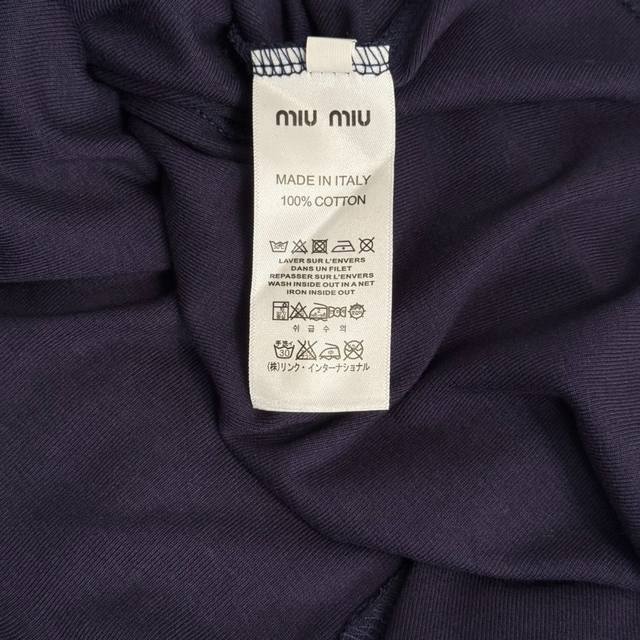 miu miu
MADE IN ITALY
100% COTTON
LAVER SUR L'ENVERS
DANS UN FILET
REPASSER SUR L'ENVERS
WASH INSIDE OUT IN A NET
IRON INSIDE OUT
취 급 주 의
30
(株)リンク・インターナショナル